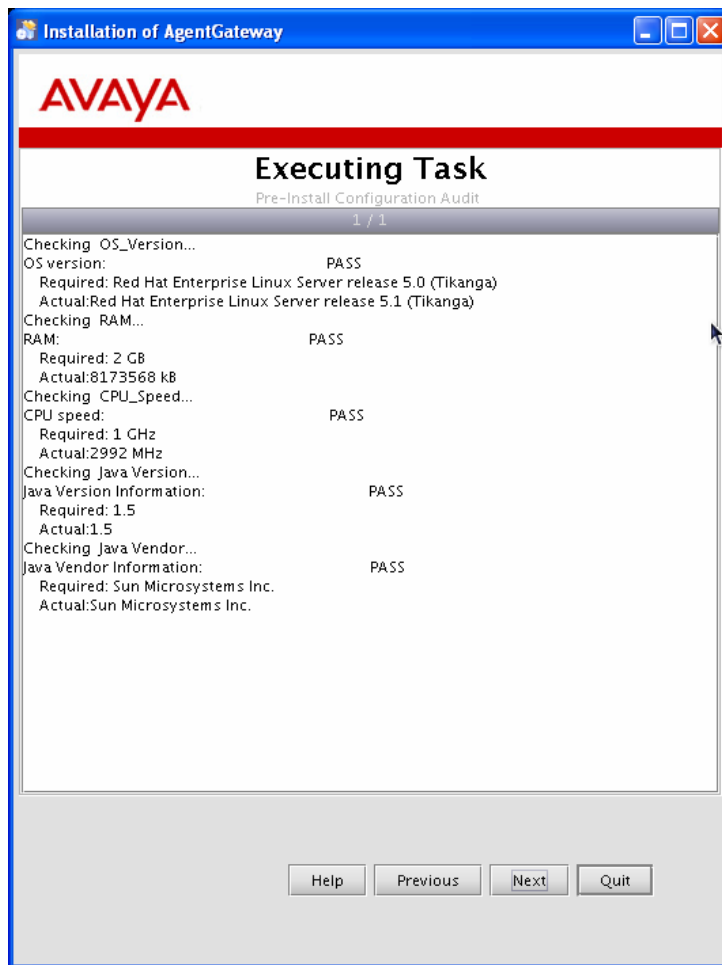 Installation of AgentGateway
AVAYA
Executing Task
Pre-Install Configuration Audit
1 / 1
Checking OS_Version...
OS version: PASS
Required: Red Hat Enterprise Linux Server release 5.0 (Tikanga)
Actual:Red Hat Enterprise Linux Server release 5.1 (Tikanga)
Checking RAM...
RAM: PASS
Required: 2 GB
Actual:8173568 kB
Checking CPU_Speed...
CPU speed: PASS
Required: 1 GHz
Actual:2992 MHz
Checking Java Version...
Java Version Information: PASS
Required: 1.5
Actual:1.5
Checking Java Vendor...
Java Vendor Information: PASS
Required: Sun Microsystems Inc.
Actual:Sun Microsystems Inc.
Help Previous Next Quit